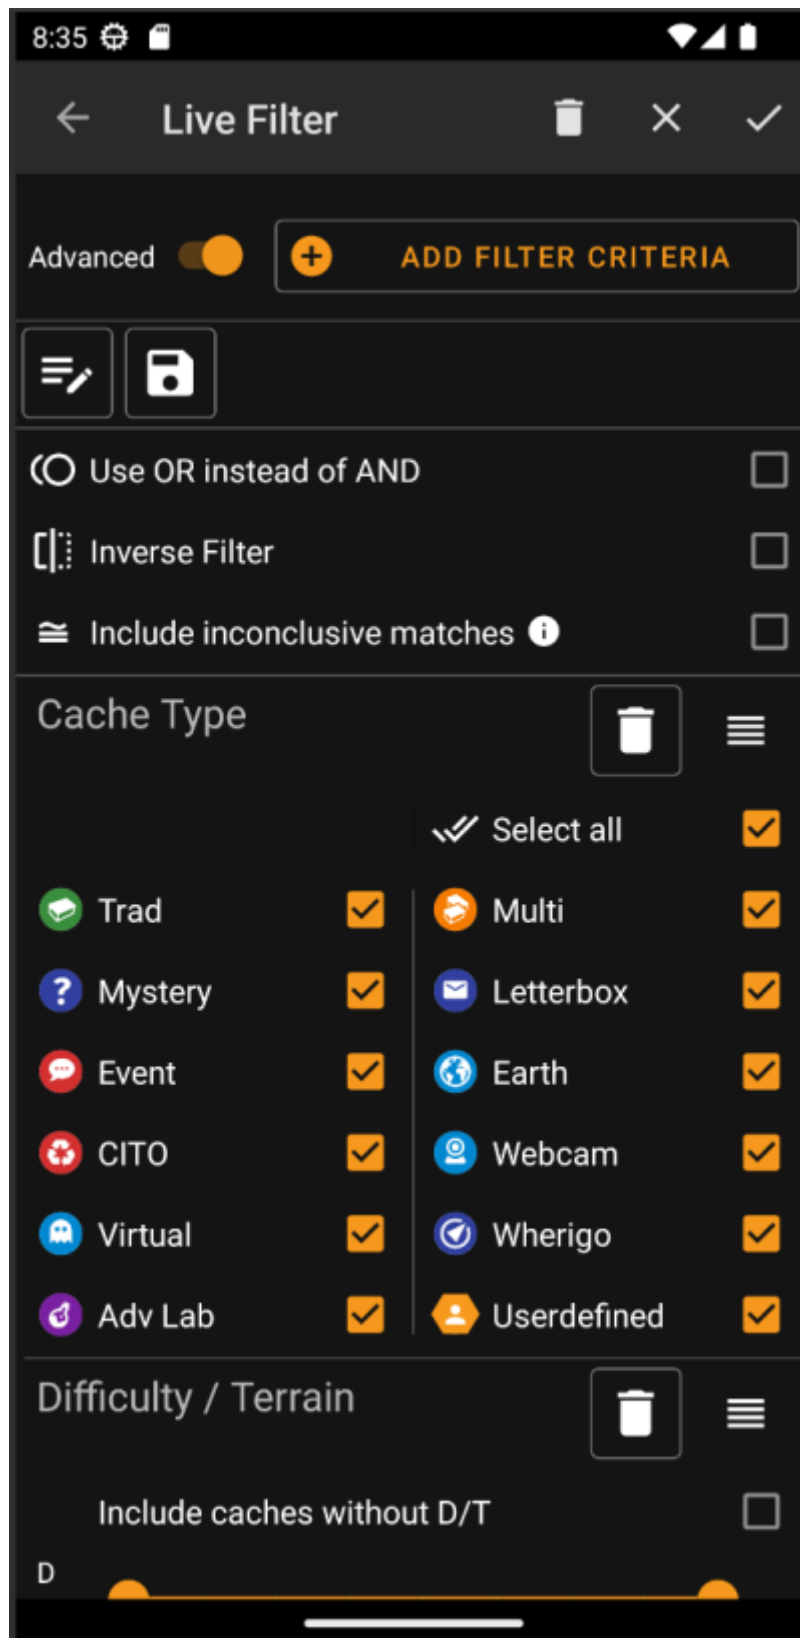 8:35
Live Filter
Advanced
ADD FILTER CRITERIA
Use OR instead of AND
Inverse Filter
Include inconclusive matches
Cache Type
Select all
Trad
Multi
Mystery
Letterbox
Event
Earth
CITO
Webcam
Virtual
Wherigo
Adv Lab
Userdefined
Difficulty / Terrain
Include caches without D/T
D